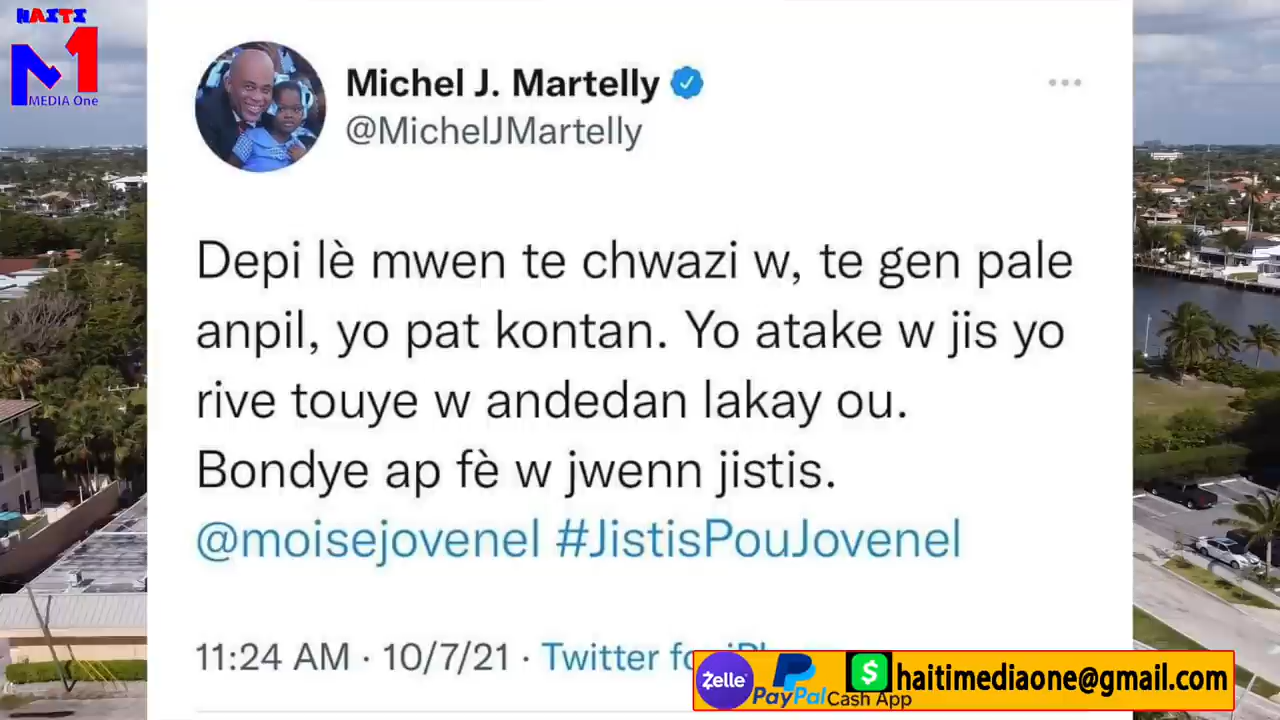 HAITI
M1
MEDIA One
Michel J. Martelly
@MichelJMartelly
Depi lè mwen te chwazi w, te gen pale
anpil, yo pat kontan. Yo atake w jis yo
rive touye w andedan lakay ou.
Bondye ap fè w jwenn jistis.
@moisejovenel #JistisPouJovenel
11:24 AM · 10/7/21 · Twitter
Zelle PayPal $ Cash App haitimediaone@gmail.com